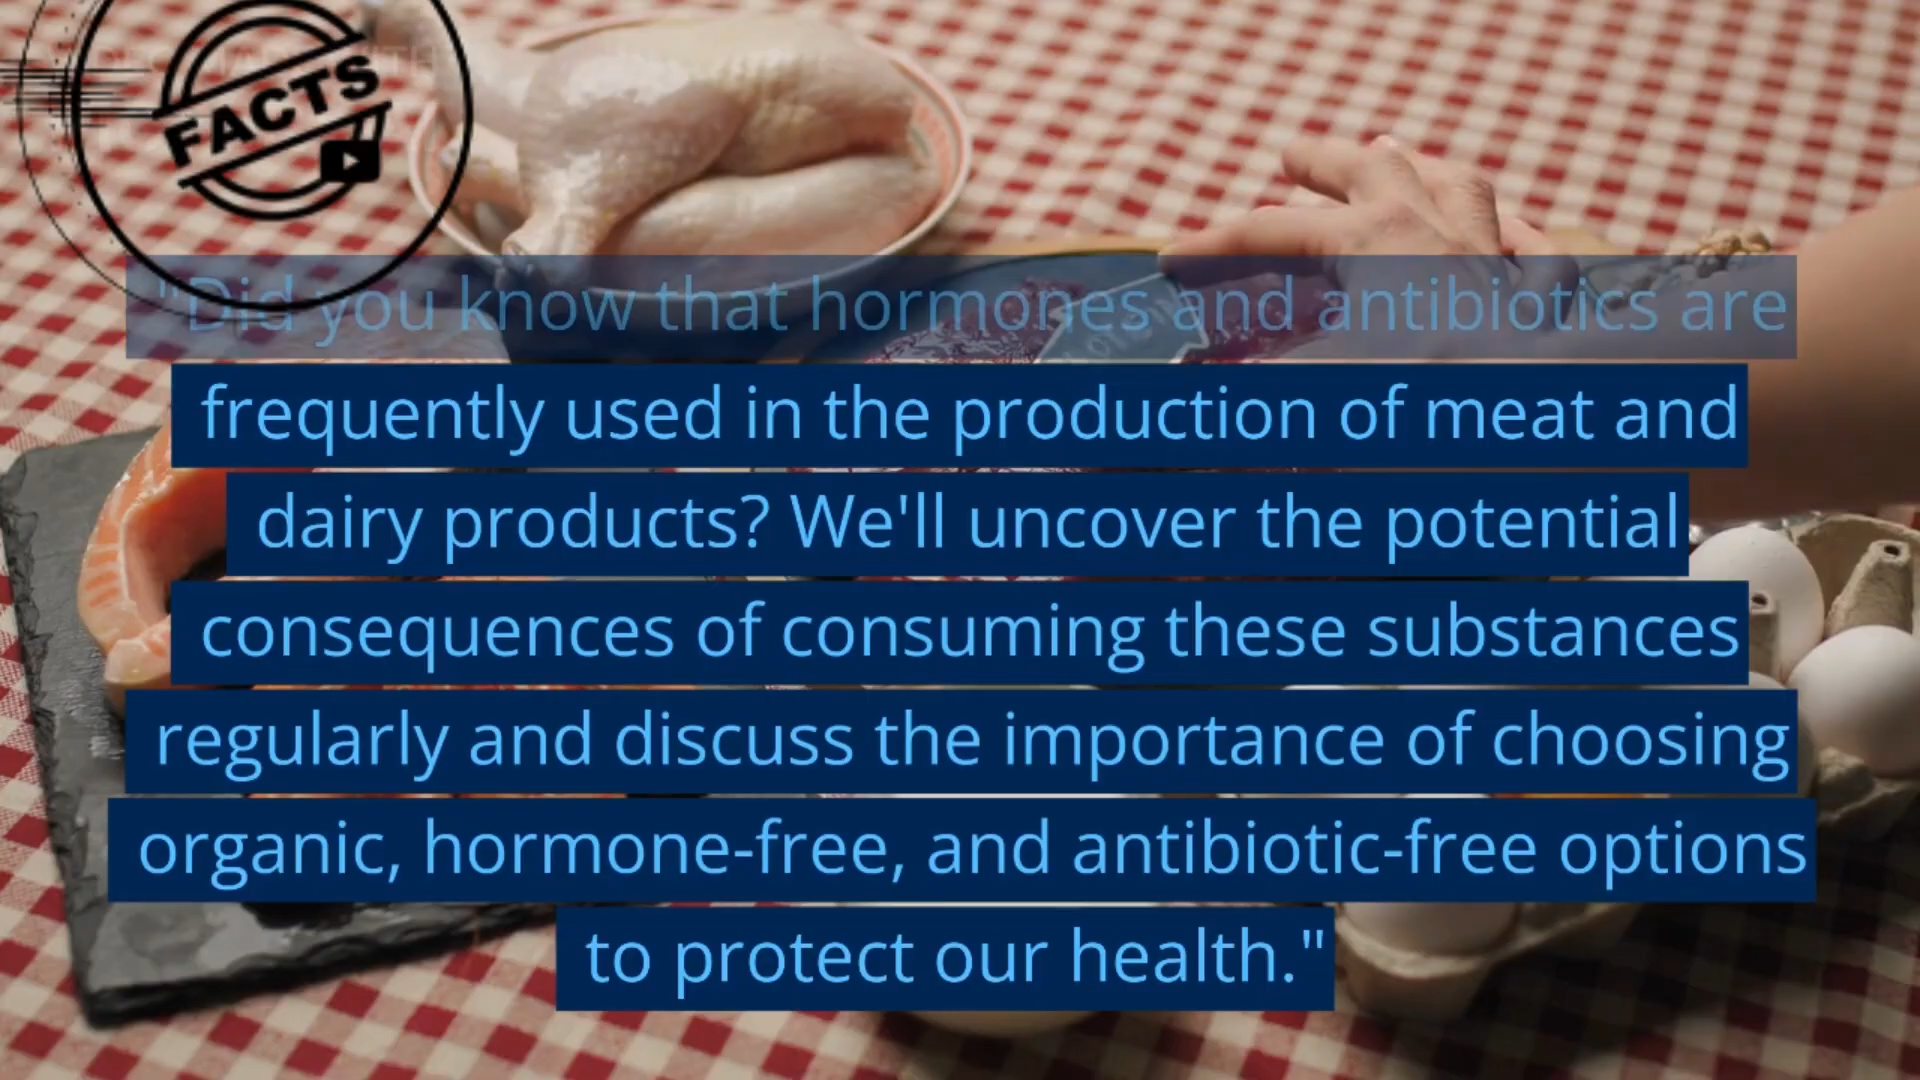 FACTS
"Did you know that hormones and antibiotics are
frequently used in the production of meat and
dairy products? We'll uncover the potential
consequences of consuming these substances
regularly and discuss the importance of choosing
organic, hormone-free, and antibiotic-free options
to protect our health."